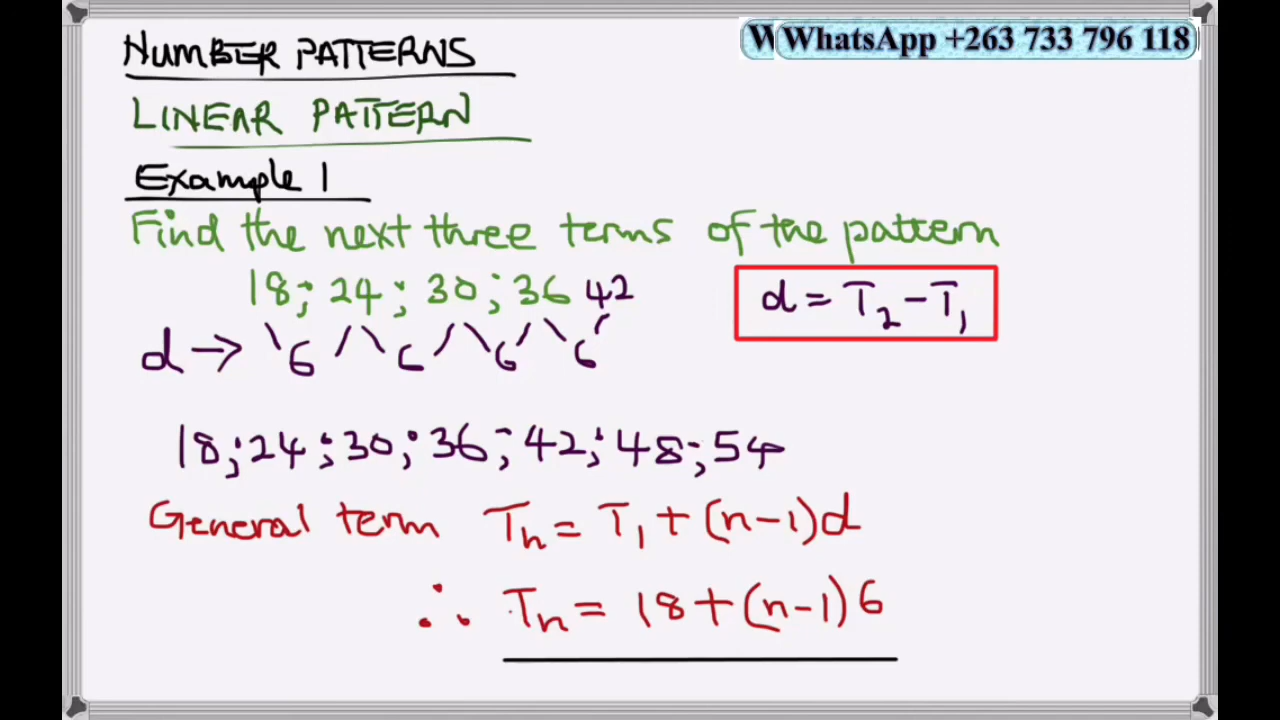 WWhatsApp +263 733 796 118
NUMBER PATTERNS
LINEAR PATTERN
Example 1
Find the next three terms of the pattern
18; 24; 30; 36 42
d = T₂ - T₁
d → 6 6 6 6
18; 24; 30; 36; 42; 48; 54
General term Tₙ = T₁ + (n-1)d
∴ Tₙ = 18 + (n-1)6